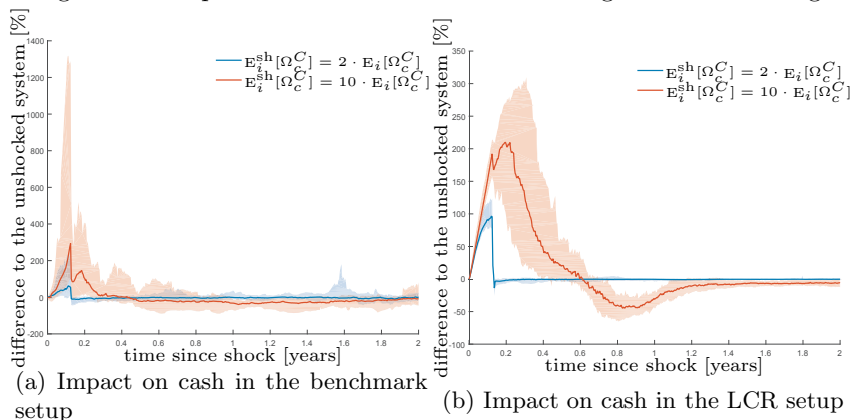 difference to the unshocked system [%]
1400
1200
1000
800
600
400
200
0
-200
E_i^sh[Ω_c^C] = 2 · E_i[Ω_c^C]
E_i^sh[Ω_c^C] = 10 · E_i[Ω_c^C]
0 0.2 0.4 0.6 0.8 1 1.2 1.4 1.6 1.8 2
time since shock [years]
(a) Impact on cash in the benchmark
setup
difference to the unshocked system [%]
350
300
250
200
150
100
50
0
-50
-100
E_i^sh[Ω_c^C] = 2 · E_i[Ω_c^C]
E_i^sh[Ω_c^C] = 10 · E_i[Ω_c^C]
0 0.2 0.4 0.6 0.8 1 1.2 1.4 1.6 1.8 2
time since shock [years]
(b) Impact on cash in the LCR setup